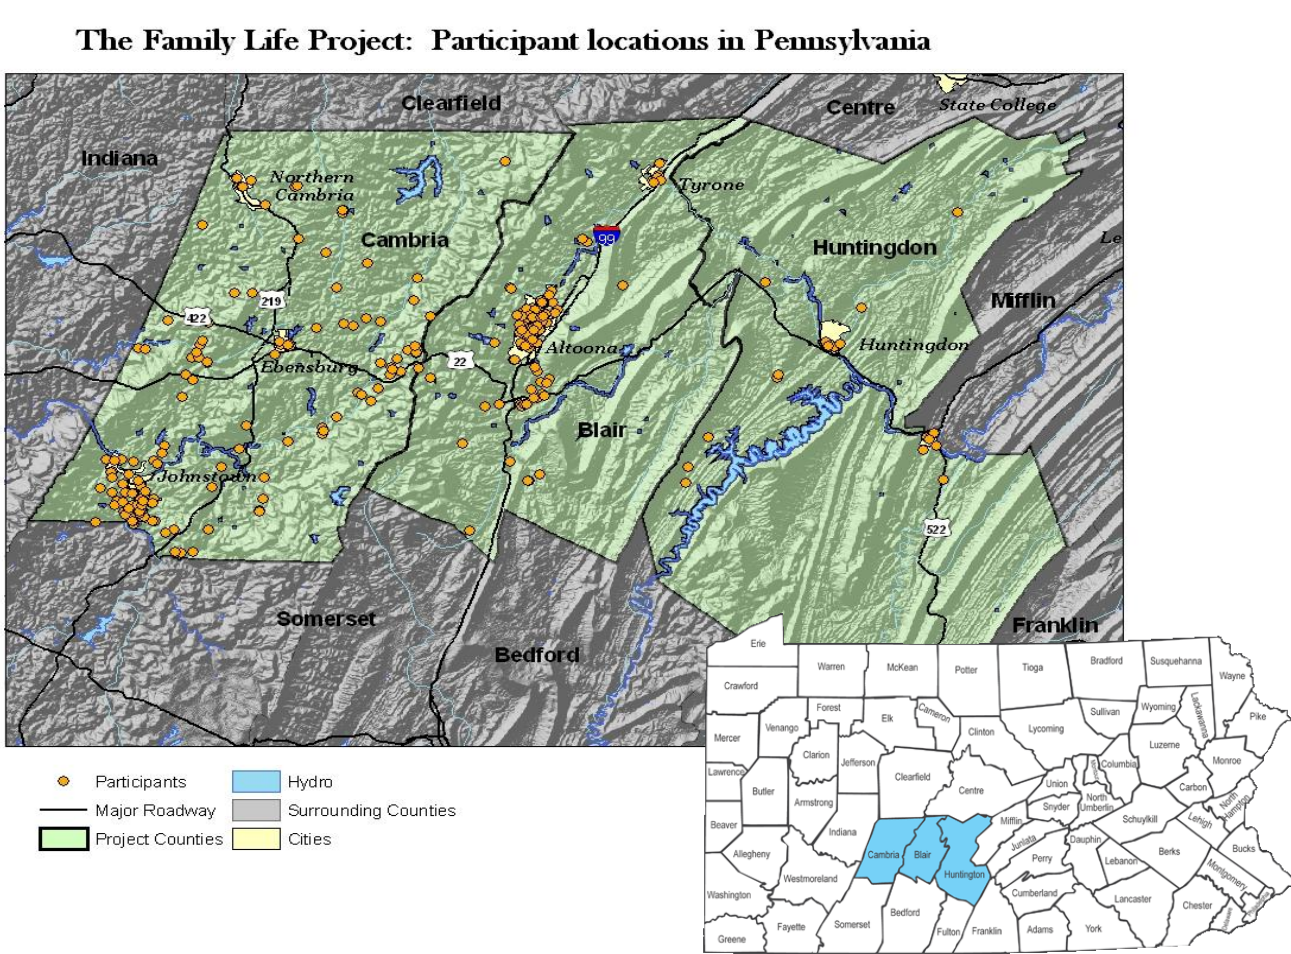 The Family Life Project:  Participant locations in Pennsylvania
Clearfield
Centre
State College
Indiana
Northern
Cambria
Tyrone
99
Cambria
Huntingdon
Le
Mifflin
219
422
Altoona
Huntingdon
22
Ebensburg
Blair
Johnstown
522
Somerset
Franklin
Bedford
Participants
Hydro
Major Roadway
Surrounding Counties
Project Counties
Cities
Erie
Warren
McKean
Potter
Tioga
Bradford
Susquehanna
Wayne
Crawford
Forest
Elk
Cameron
Sullivan
Wyoming
Lackawanna
Pike
Venango
Clinton
Lycoming
Mercer
Luzerne
Clarion
Jefferson
Clearfield
Columbia
Monroe
Lawrence
Butler
Centre
Union
Carbon
Armstrong
Snyder
North
Umberlin
North
Hampton
Beaver
Indiana
Mifflin
Schuylkill
Lehigh
Allegheny
Cambria
Blair
Juniata
Dauphin
Perry
Lebanon
Berks
Bucks
Montgomery
Westmoreland
Huntington
Washington
Cumberland
Lancaster
Chester
Delaware
Philadelphia
Greene
Fayette
Somerset
Bedford
Fulton
Franklin
Adams
York